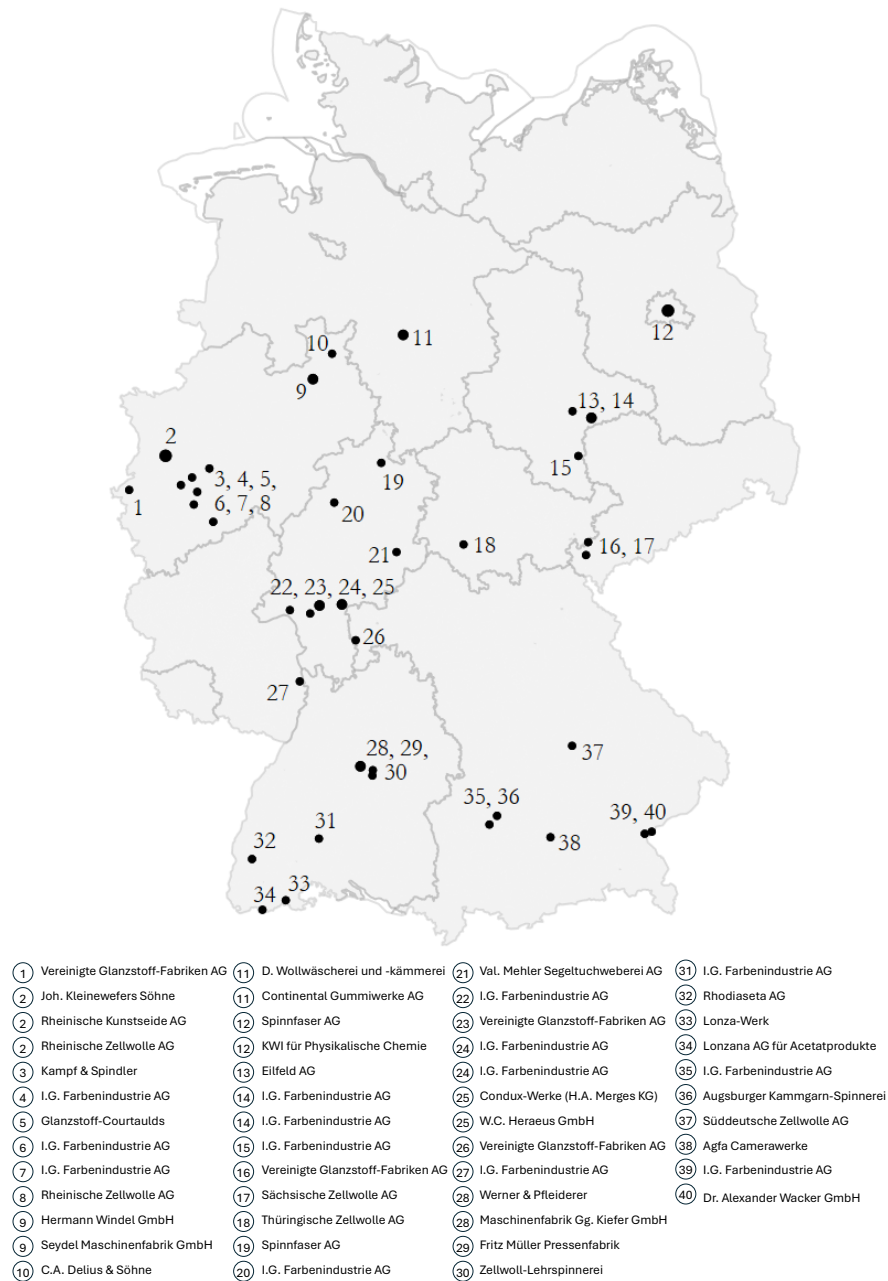 12
11
10
9
13, 14
2
15
3, 4, 5,
19
1
6, 7, 8
20
18
21
16, 17
22, 23, 24, 25
26
27
28, 29,
37
30
35, 36
39, 40
31
38
32
33
34
1 Vereinigte Glanzstoff-Fabriken AG
2 Joh. Kleinewefers Söhne
2 Rheinische Kunstseide AG
2 Rheinische Zellwolle AG
3 Kampf & Spindler
4 I.G. Farbenindustrie AG
5 Glanzstoff-Courtaulds
6 I.G. Farbenindustrie AG
7 I.G. Farbenindustrie AG
8 Rheinische Zellwolle AG
9 Hermann Windel GmbH
9 Seydel Maschinenfabrik GmbH
10 C.A. Delius & Söhne
11 D. Wollwäscherei und -kämmerei
11 Continental Gummiwerke AG
12 Spinnfaser AG
12 KWI für Physikalische Chemie
13 Eilfeld AG
14 I.G. Farbenindustrie AG
14 I.G. Farbenindustrie AG
15 I.G. Farbenindustrie AG
16 Vereinigte Glanzstoff-Fabriken AG
17 Sächsische Zellwolle AG
18 Thüringische Zellwolle AG
19 Spinnfaser AG
20 I.G. Farbenindustrie AG
21 Val. Mehler Segeltuchweberei AG
22 I.G. Farbenindustrie AG
23 Vereinigte Glanzstoff-Fabriken AG
24 I.G. Farbenindustrie AG
24 I.G. Farbenindustrie AG
25 Condux-Werke (H.A. Merges KG)
25 W.C. Heraeus GmbH
26 Vereinigte Glanzstoff-Fabriken AG
27 I.G. Farbenindustrie AG
28 Werner & Pfleiderer
28 Maschinenfabrik Gg. Kiefer GmbH
29 Fritz Müller Pressenfabrik
30 Zellwoll-Lehrspinnerei
31 I.G. Farbenindustrie AG
32 Rhodiaseta AG
33 Lonza-Werk
34 Lonzana AG für Acetatprodukte
35 I.G. Farbenindustrie AG
36 Augsburger Kammgarn-Spinnerei
37 Süddeutsche Zellwolle AG
38 Agfa Camerawerke
39 I.G. Farbenindustrie AG
40 Dr. Alexander Wacker GmbH